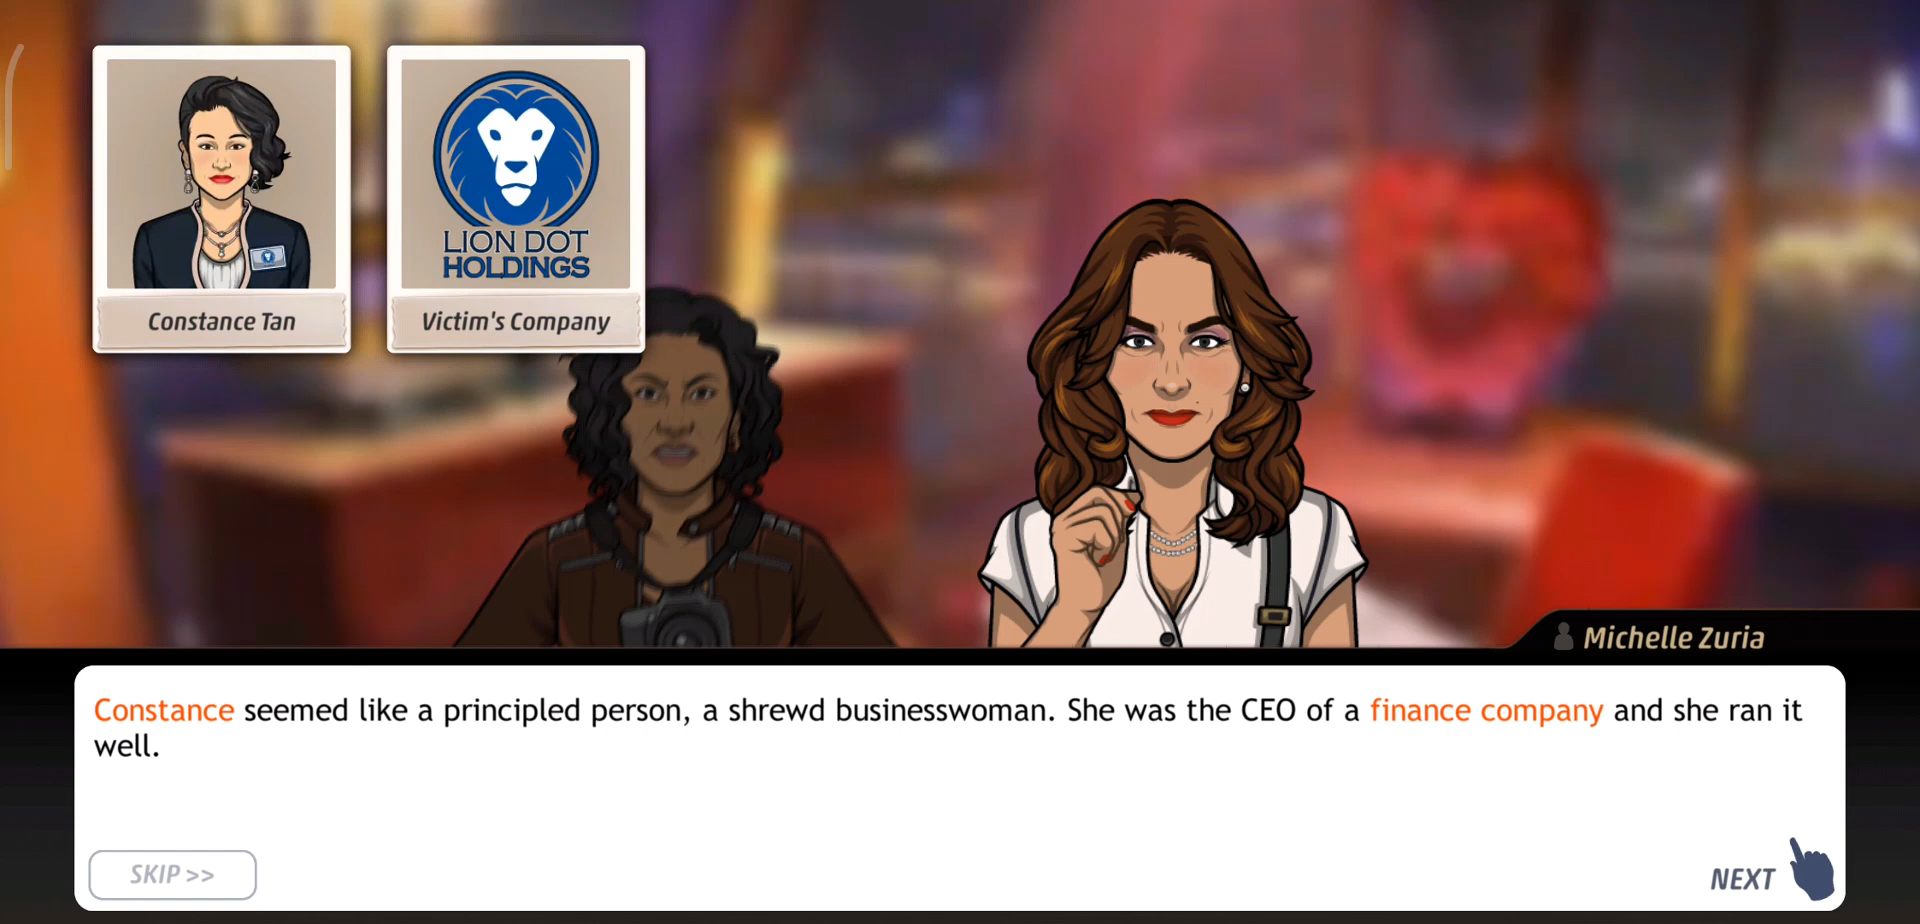 LION DOT
HOLDINGS
Constance Tan
Victim's Company
Michelle Zuria
Constance seemed like a principled person, a shrewd businesswoman. She was the CEO of a finance company and she ran it
well.
SKIP >>
NEXT